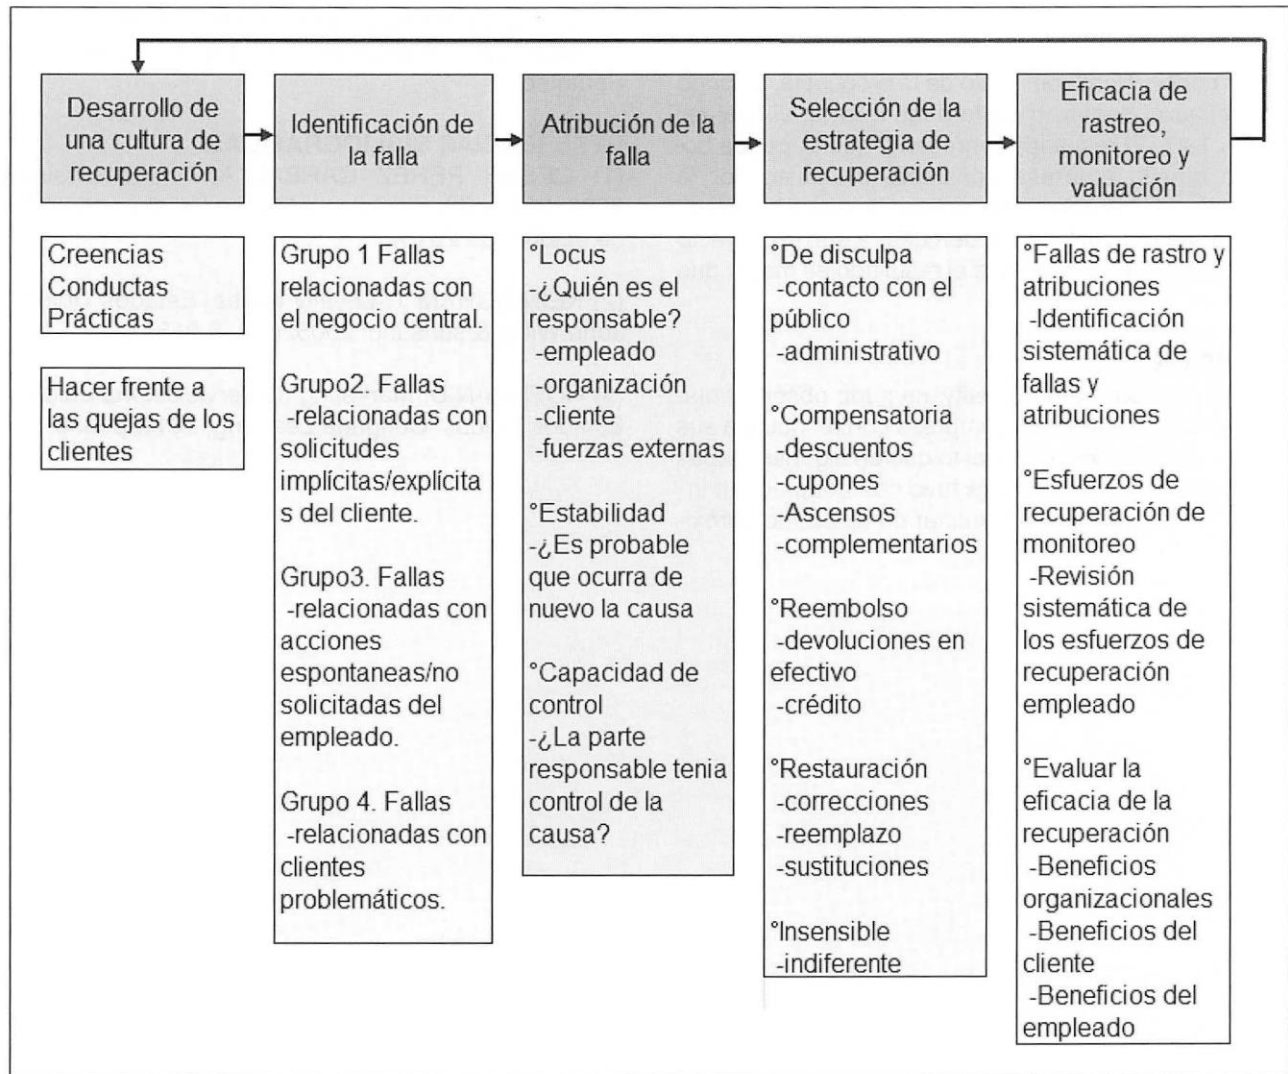 Desarrollo de
una cultura de
recuperación
Identificación de
la falla
Atribución de la
falla
Selección de la
estrategia de
recuperación
Eficacia de
rastreo,
monitoreo y
valuación
Creencias
Conductas
Prácticas
Hacer frente a
las quejas de los
clientes
Grupo 1 Fallas
relacionadas con
el negocio central.
Grupo2. Fallas
-relacionadas con
solicitudes
implícitas/explícita
s del cliente.
Grupo3. Fallas
-relacionadas con
acciones
espontaneas/no
solicitadas del
empleado.
Grupo 4. Fallas
-relacionadas con
clientes
problemáticos.
°Locus
-¿Quién es el
responsable?
-empleado
-organización
-cliente
-fuerzas externas
°Estabilidad
-¿Es probable
que ocurra de
nuevo la causa
°Capacidad de
control
-¿La parte
responsable tenia
control de la
causa?
°De disculpa
-contacto con el
público
-administrativo
°Compensatoria
-descuentos
-cupones
-Ascensos
-complementarios
°Reembolso
-devoluciones en
efectivo
-crédito
°Restauración
-correcciones
-reemplazo
-sustituciones
°Insensible
-indiferente
°Fallas de rastro y
atribuciones
-Identificación
sistemática de
fallas y
atribuciones
°Esfuerzos de
recuperación de
monitoreo
-Revisión
sistemática de
los esfuerzos de
recuperación
empleado
°Evaluar la
eficacia de la
recuperación
-Beneficios
organizacionales
-Beneficios del
cliente
-Beneficios del
empleado